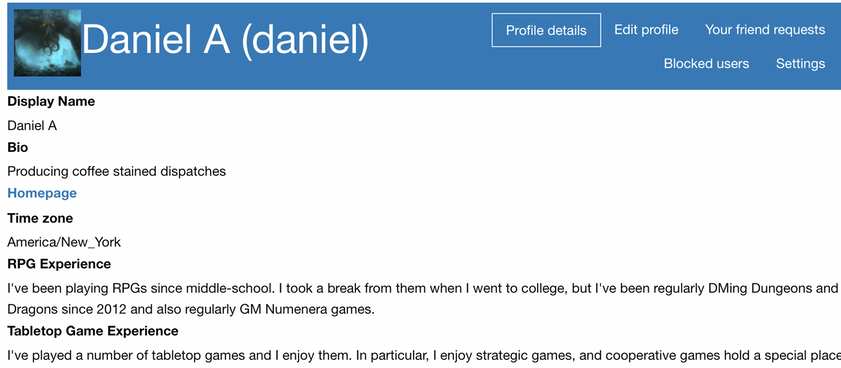 Daniel A (daniel)
Profile details
Edit profile
Your friend requests
Blocked users
Settings
Display Name
Daniel A
Bio
Producing coffee stained dispatches
Homepage
Time zone
America/New_York
RPG Experience
I've been playing RPGs since middle-school. I took a break from them when I went to college, but I've been regularly DMing Dungeons and
Dragons since 2012 and also regularly GM Numenera games.
Tabletop Game Experience
I've played a number of tabletop games and I enjoy them. In particular, I enjoy strategic games, and cooperative games hold a special place